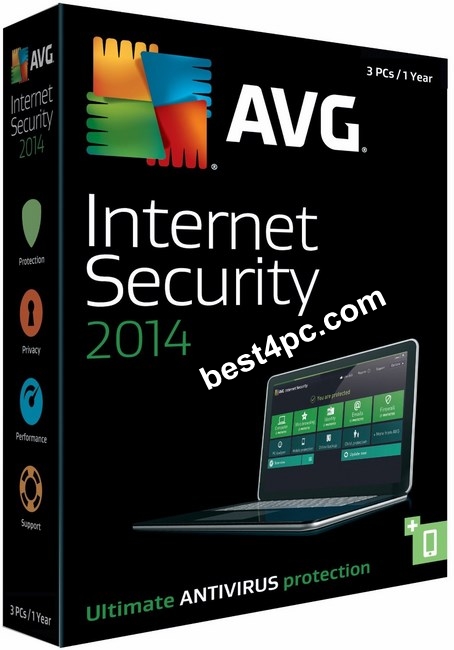 AVG
Internet
Security
2014
Protection
Privacy
Performance
Support
3 PCs / 1 Year
3 PCs / 1 Year
AVG
Internet
Security
2014
best4pc.com
You are protected
Ultimate ANTIVIRUS protection